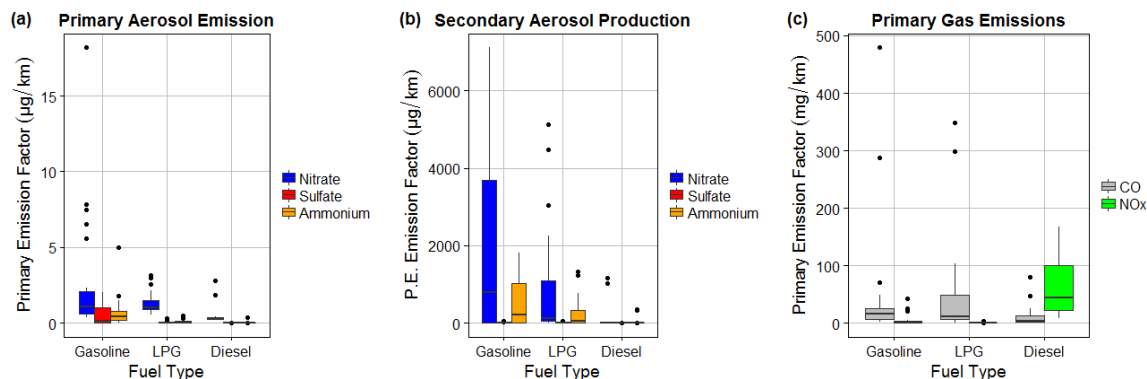 (a) Primary Aerosol Emission
Primary Emission Factor (µg/km)
15
5
0
Gasoline LPG Diesel
Fuel Type
Nitrate
Sulfate
Ammonium
(b) Secondary Aerosol Production
P.E. Emission Factor (µg/km)
6000
4000
2000
0
Gasoline LPG Diesel
Fuel Type
Nitrate
Sulfate
Ammonium
(c) Primary Gas Emissions
Primary Emission Factor (mg/km)
500
400
300
200
100
0
Gasoline LPG Diesel
Fuel Type
CO
NOx